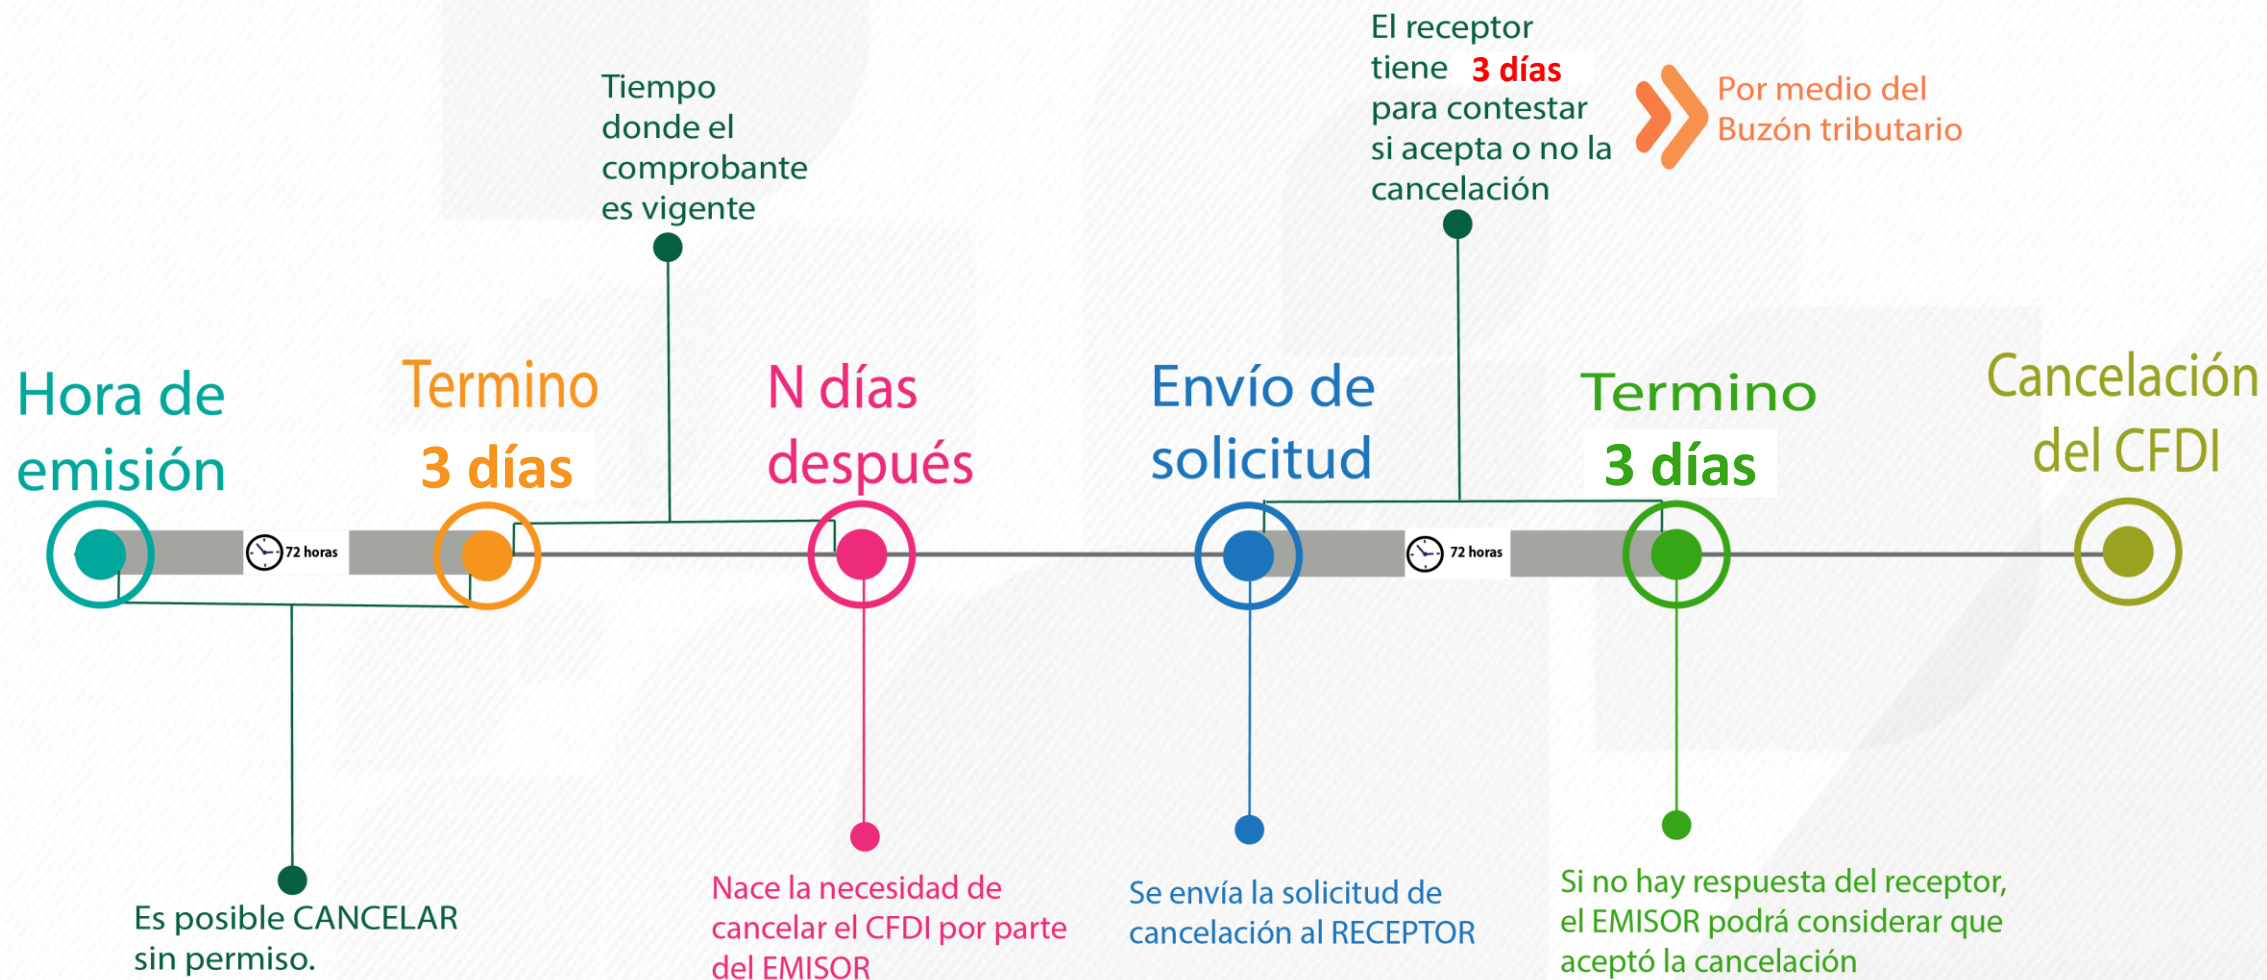 El receptor
tiene 3 días
para contestar
si acepta o no la
cancelación
Por medio del
Buzón tributario
Tiempo
donde el
comprobante
es vigente
Hora de
emisión
Termino
3 días
N días
después
Envío de
solicitud
Termino
3 días
Cancelación
del CFDI
72 horas
72 horas
Es posible CANCELAR
sin permiso.
Nace la necesidad de
cancelar el CFDI por parte
del EMISOR
Se envía la solicitud de
cancelación al RECEPTOR
Si no hay respuesta del receptor,
el EMISOR podrá considerar que
aceptó la cancelación